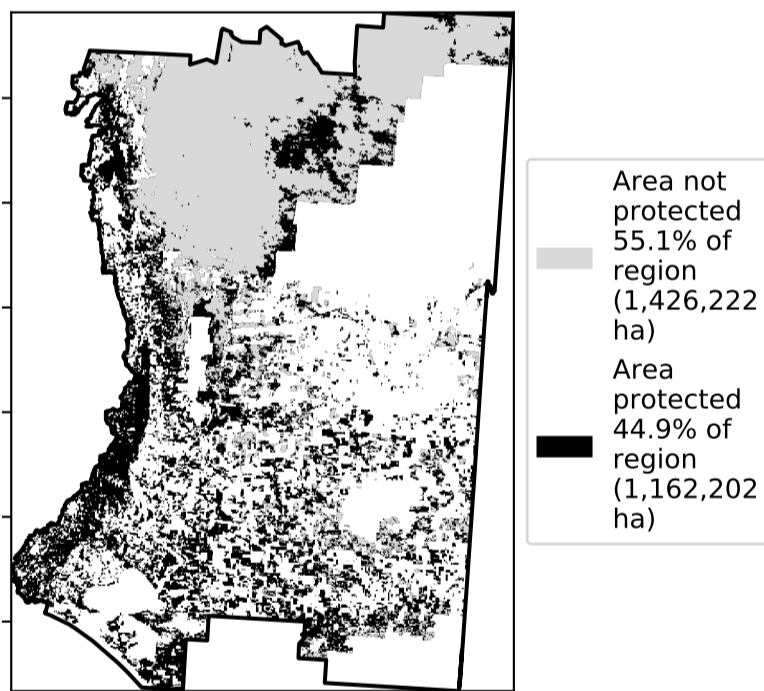 Area not
protected
55.1% of
region
(1,426,222
ha)
Area
protected
44.9% of
region
(1,162,202
ha)